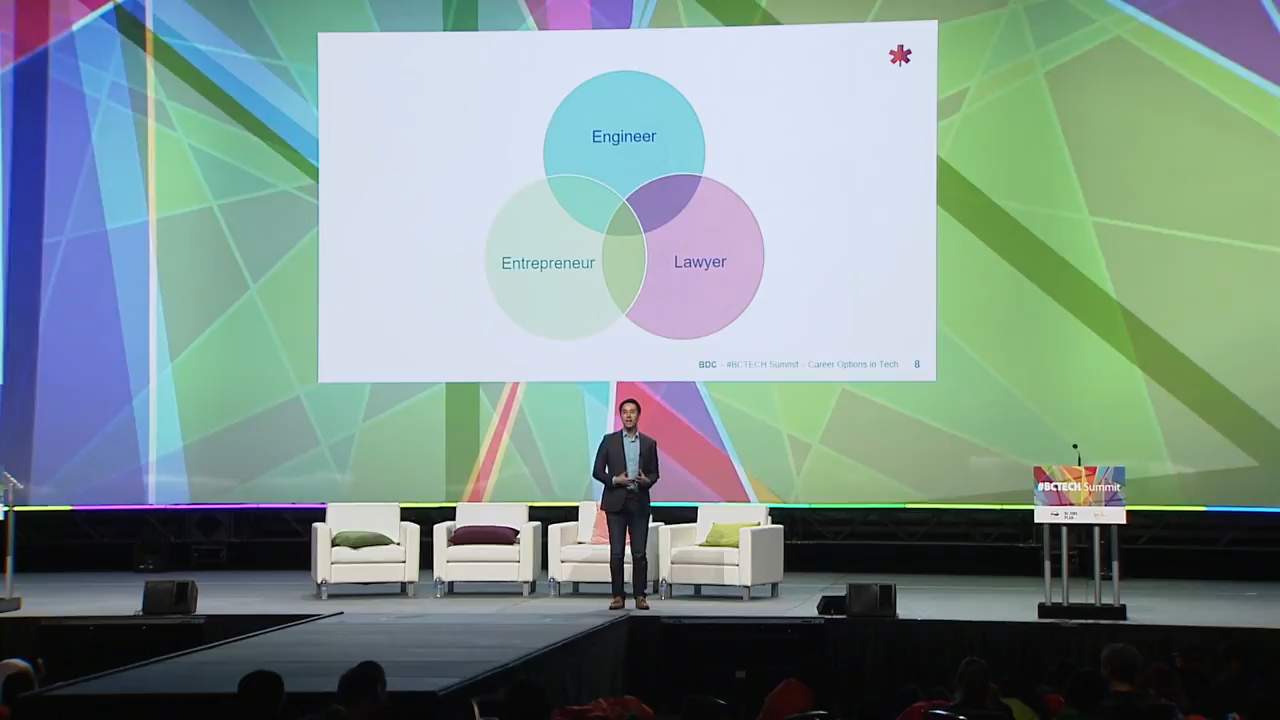 Engineer
Entrepreneur
Lawyer
BDC – #BCTECH Summit – Career Options in Tech 8
#BCTECH Summit